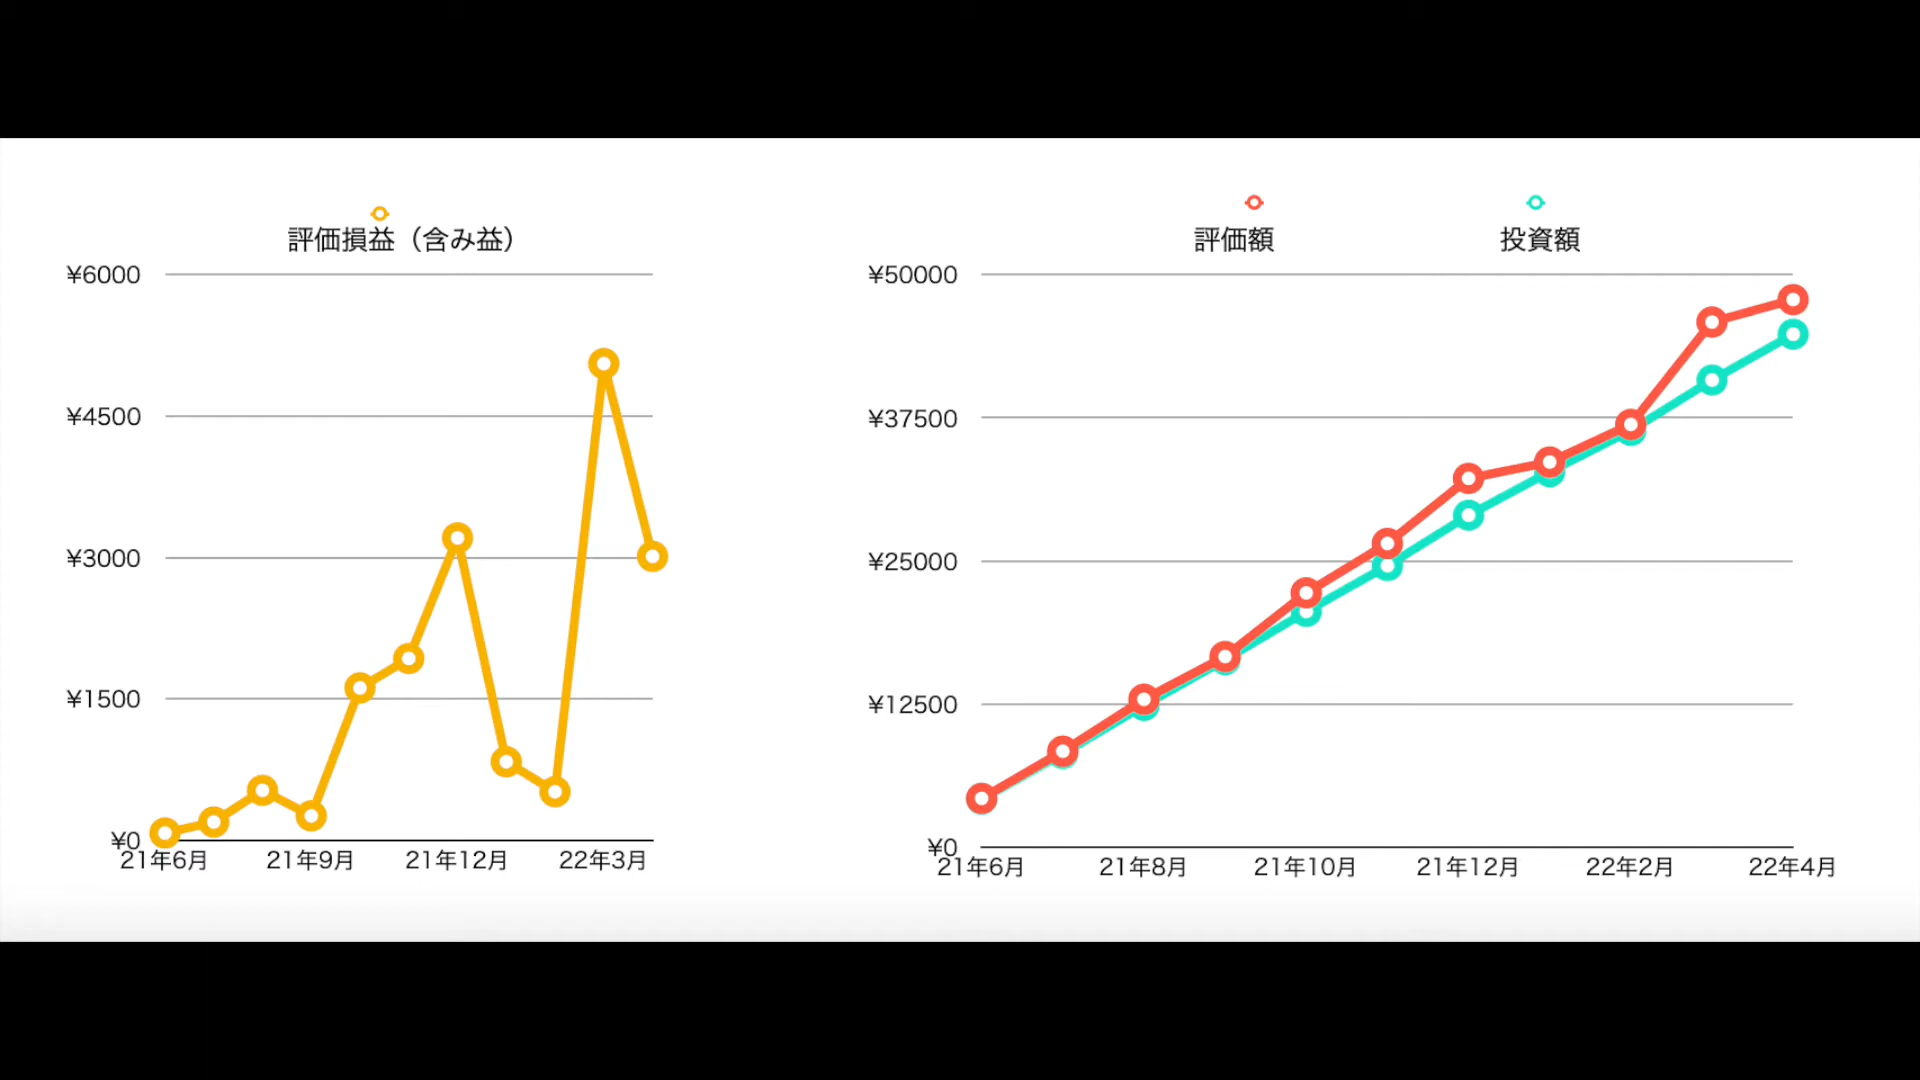 評価損益（含み益）
¥6000
¥4500
¥3000
¥1500
¥0
21年6月 21年9月 21年12月 22年3月
評価額 投資額
¥50000
¥37500
¥25000
¥12500
¥0
21年6月 21年8月 21年10月 21年12月 22年2月 22年4月